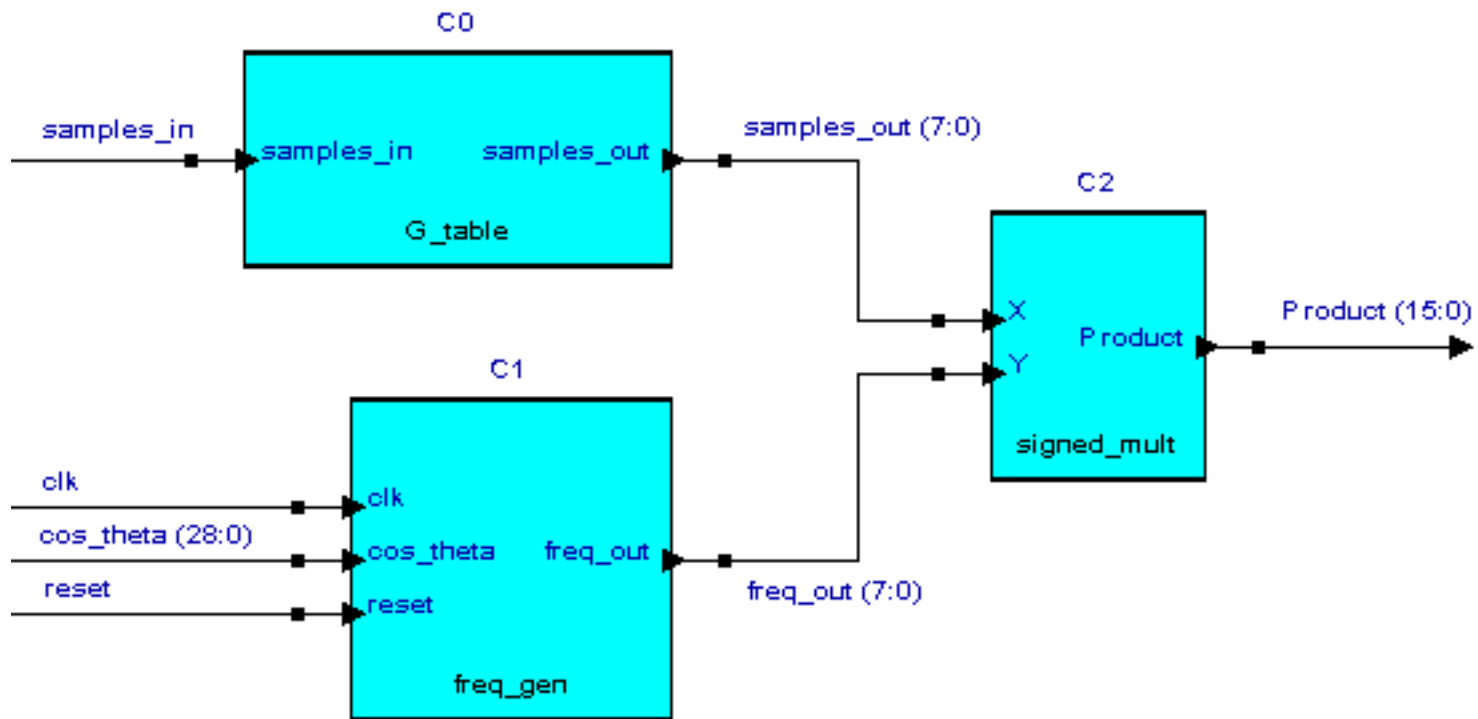 C0
samples_in
samples_in samples_out
samples_out (7:0)
G_table
C2
X
Y
Product
Product (15:0)
signed_mult
C1
clk
clk
cos_theta (28:0)
cos_theta freq_out
freq_out (7:0)
reset
reset
freq_gen